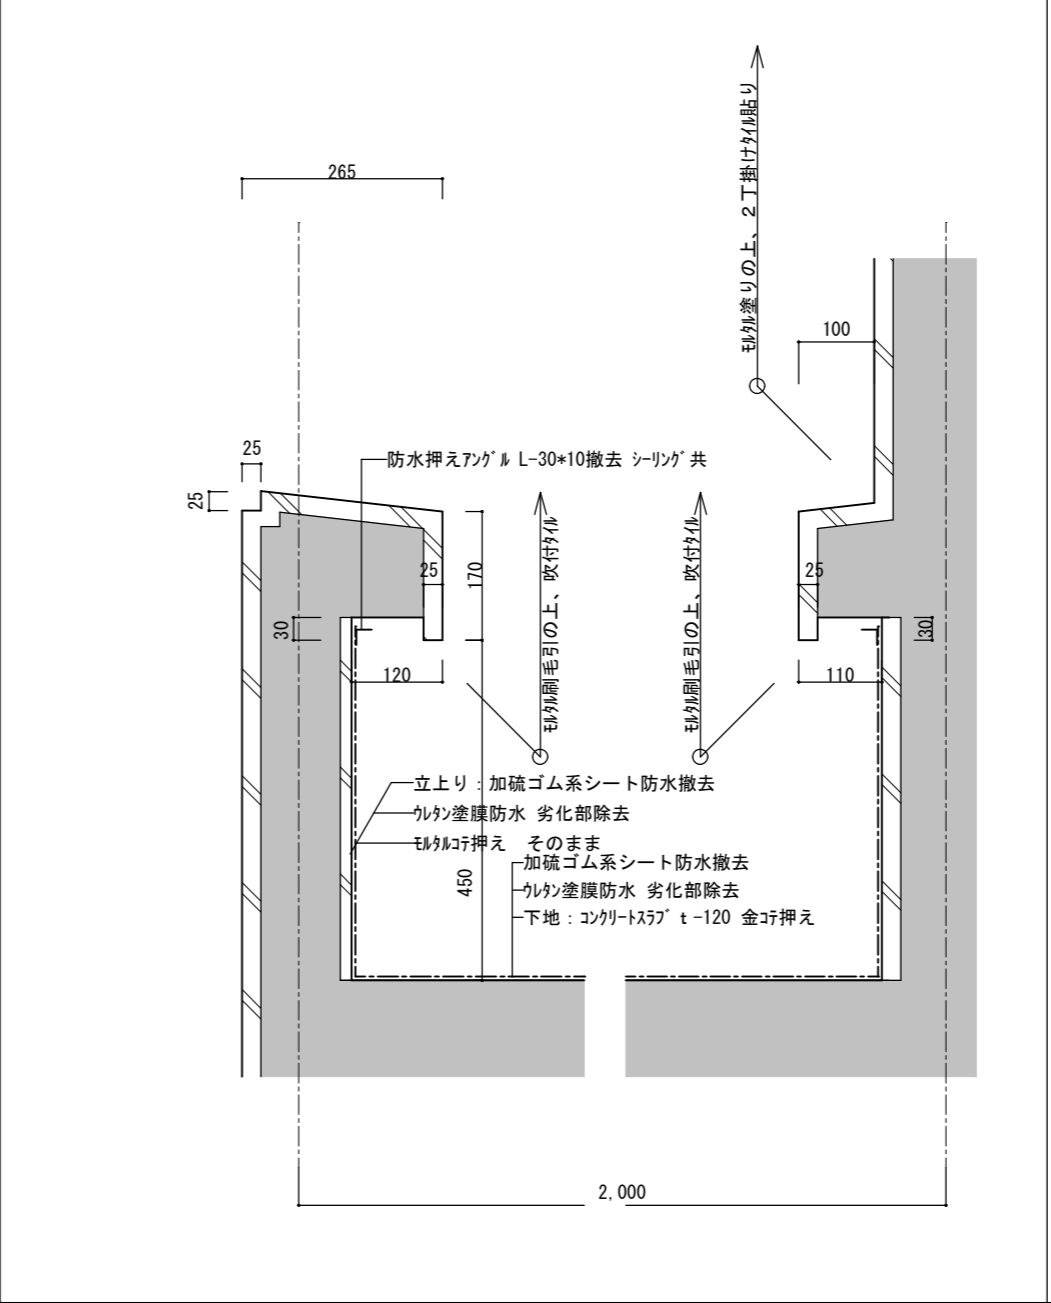 モルタル塗りの上、２丁掛けタイル貼り
265
100
25
防水押えアングル L-30*10撤去 シーリング共
25
モルタル刷毛引の上、吹付タイル
モルタル刷毛引の上、吹付タイル
170
25
25
30
30
120
110
立上り：加硫ゴム系シート防水撤去
ウレタン塗膜防水 劣化部除去
モルタルコテ押え　そのまま
加硫ゴム系シート防水撤去
450
ウレタン塗膜防水 劣化部除去
下地：コンクリートスラブ t-120 金コテ押え
2,000